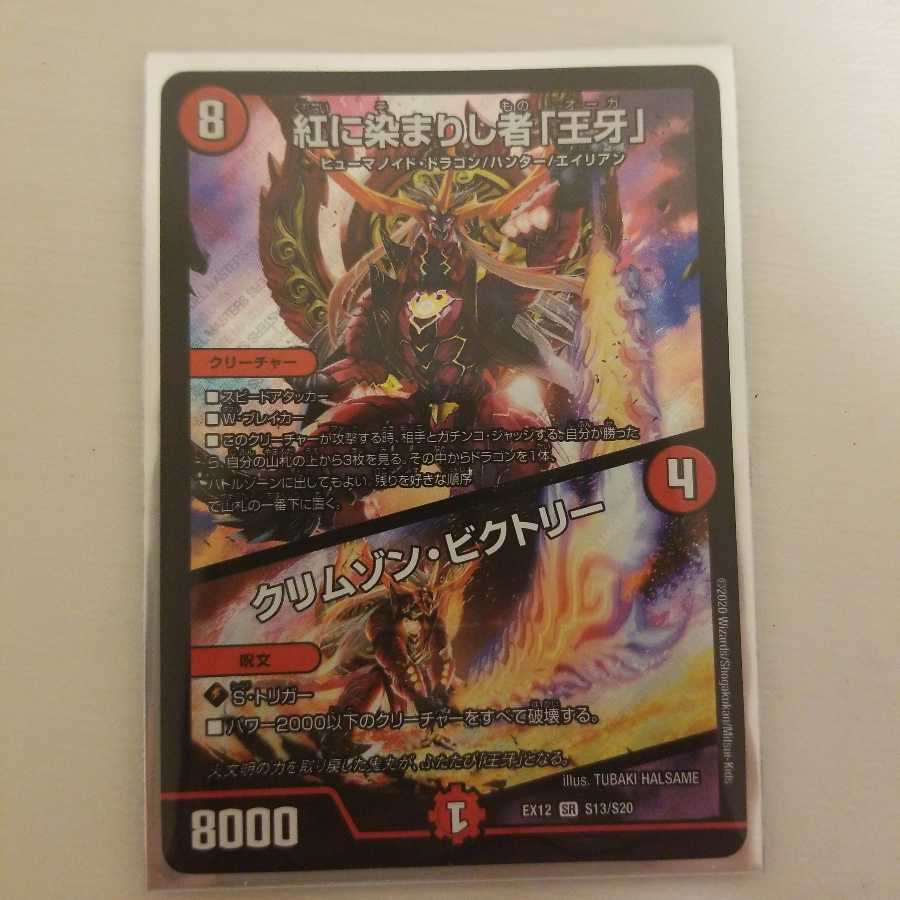 8
紅に染まりし者「王牙」
ヒューマノイド・ドラゴン/ハンター/エイリアン
クリーチャー
■スピードアタッカー
■W・ブレイカー
■このクリーチャーが攻撃する時、相手とガチンコ・ジャッジする。自分が勝った
ら、自分の山札の上から3枚を見る。その中からドラゴンを1体、
バトルゾーンに出してもよい。残りを好きな順序
で山札の一番下に置く。
4
クリムゾン・ビクトリー
呪文
S・トリガー
■パワー2000以下のクリーチャーをすべて破壊する。
火文明の力を取り戻した鬼丸が、ふたたび「王牙」となる。
illus. TUBAKI HALSAME
8000
1
EX12 SR S13/S20
©2020 Wizards/Shogakukan/Mitsui-Kids